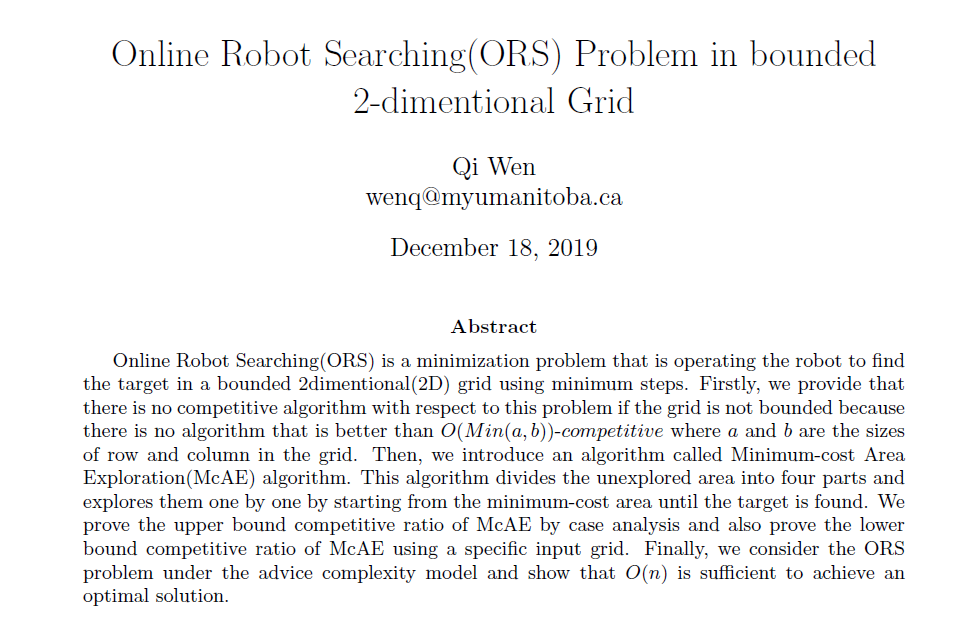 Online Robot Searching(ORS) Problem in bounded
2-dimentional Grid
Qi Wen
wenq@myumanitoba.ca
December 18, 2019
Abstract
Online Robot Searching(ORS) is a minimization problem that is operating the robot to find
the target in a bounded 2dimentional(2D) grid using minimum steps. Firstly, we provide that
there is no competitive algorithm with respect to this problem if the grid is not bounded because
there is no algorithm that is better than O(Min(a, b))-competitive where a and b are the sizes
of row and column in the grid. Then, we introduce an algorithm called Minimum-cost Area
Exploration(McAE) algorithm. This algorithm divides the unexplored area into four parts and
explores them one by one by starting from the minimum-cost area until the target is found. We
prove the upper bound competitive ratio of McAE by case analysis and also prove the lower
bound competitive ratio of McAE using a specific input grid. Finally, we consider the ORS
problem under the advice complexity model and show that O(n) is sufficient to achieve an
optimal solution.